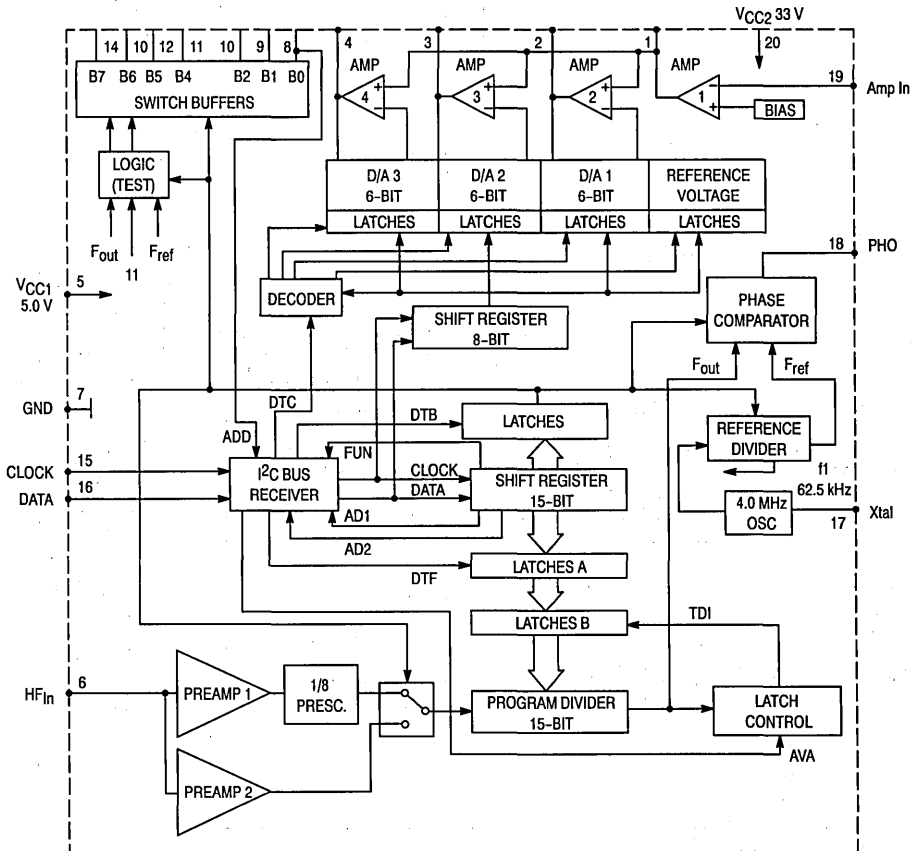 VCC2 33 V
14 10 12 11 10 9 8 4 3 2 1 20
B7 B6 B5 B4 B2 B1 B0
SWITCH BUFFERS
AMP AMP AMP AMP
4 3 2 1
+ − + − + − − +
BIAS
19 Amp In
LOGIC
(TEST)
Fout 11 Fref
D/A 3
6–BIT
LATCHES
D/A 2
6–BIT
LATCHES
D/A 1
6–BIT
LATCHES
REFERENCE
VOLTAGE
LATCHES
18 PHO
VCC1
5.0 V
5
DECODER
SHIFT REGISTER
8–BIT
PHASE
COMPARATOR
Fout Fref
GND 7
DTC
DTB
LATCHES
ADD
FUN
REFERENCE
DIVIDER
f1
62.5 kHz
CLOCK 15
DATA 16
I2C BUS
RECEIVER
CLOCK
DATA
SHIFT REGISTER
15–BIT
4.0 MHz
OSC
17 Xtal
AD1
AD2
DTF
LATCHES A
LATCHES B
TDI
HFIn 6
PREAMP 1
1/8
PRESC.
PROGRAM DIVIDER
15–BIT
LATCH
CONTROL
AVA
PREAMP 2